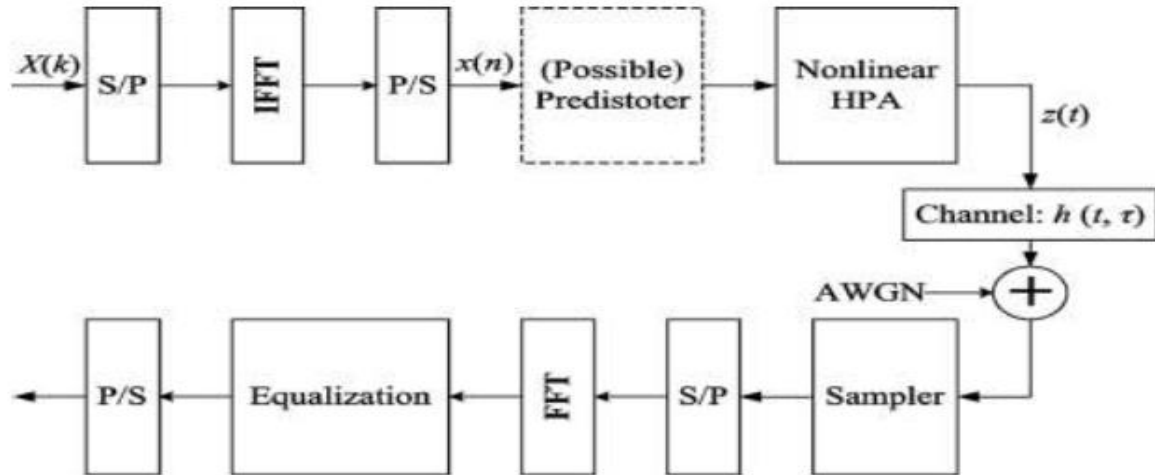 X(k)
S/P
IFFT
P/S
x(n)
(Possible)
Predistoter
Nonlinear
HPA
z(t)
Channel: h (t, τ)
AWGN
+
Sampler
S/P
FFT
Equalization
P/S